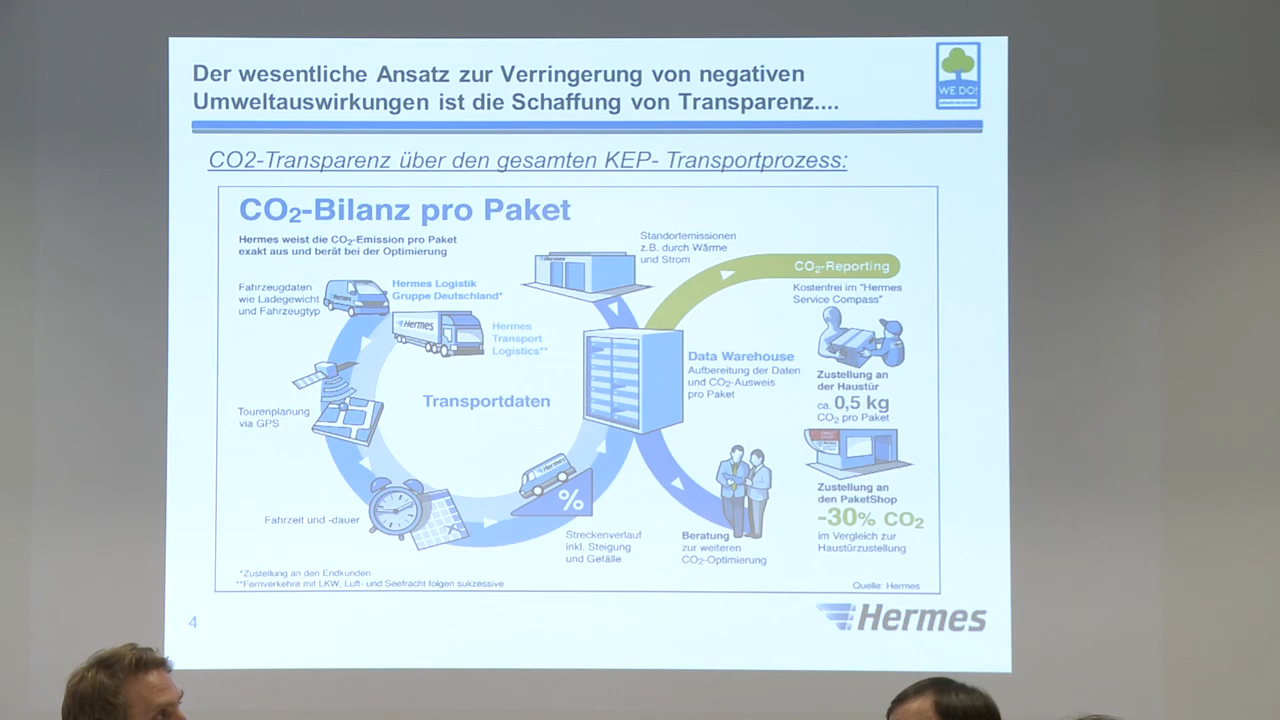 Der wesentliche Ansatz zur Verringerung von negativen
Umweltauswirkungen ist die Schaffung von Transparenz....
WE DO!
CO2-Transparenz über den gesamten KEP- Transportprozess:
CO₂-Bilanz pro Paket
Hermes weist die CO₂-Emission pro Paket
exakt aus und berät bei der Optimierung
Fahrzeugdaten
wie Ladegewicht
und Fahrzeugtyp
Hermes Logistik
Gruppe Deutschland*
Hermes
Hermes
Transport
Logistics**
Tourenplanung
via GPS
Transportdaten
Fahrzeit und -dauer
Hermes
%
Streckenverlauf
inkl. Steigung
und Gefälle
Standortemissionen
z.B. durch Wärme
und Strom
Data Warehouse
Aufbereitung der Daten
und CO₂-Ausweis
pro Paket
Beratung
zur weiteren
CO₂-Optimierung
CO₂-Reporting
Kostenfrei im "Hermes
Service Compass"
Zustellung an
der Haustür
ca. 0,5 kg
CO₂ pro Paket
Zustellung an
den PaketShop
-30% CO₂
im Vergleich zur
Haustürzustellung
*Zustellung an den Endkunden
**Fernverkehre mit LKW; Luft- und Seefracht folgen sukzessive
Quelle: Hermes
4
Hermes